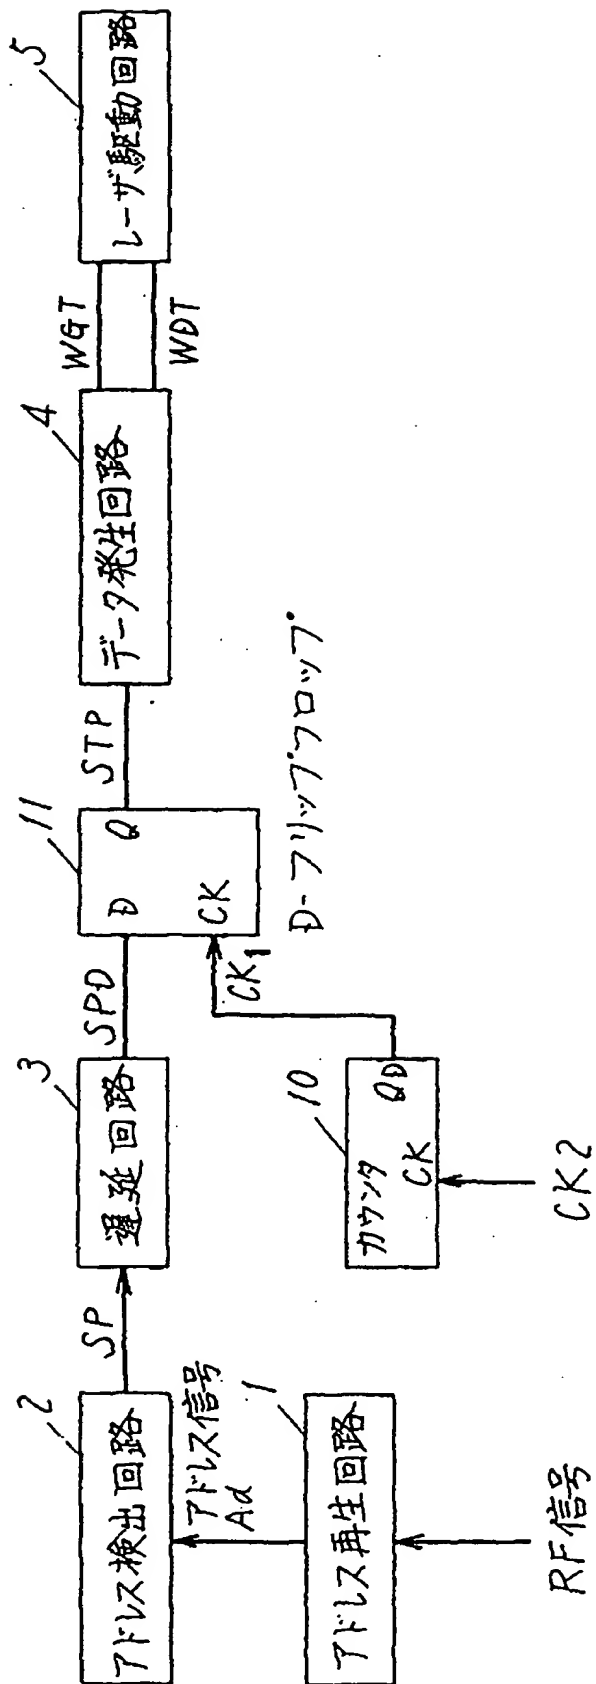 RF信号
アドレス再生回路
1
アドレス信号
Ad
アドレス検出回路
2
SP
遅延回路
3
SPD
D
Q
CK
11
D-フリップフロップ
CK1
カウンタ
QD
CK
10
CK2
STP
データ発生回路
4
WGT
WDT
レーザ駆動回路
5